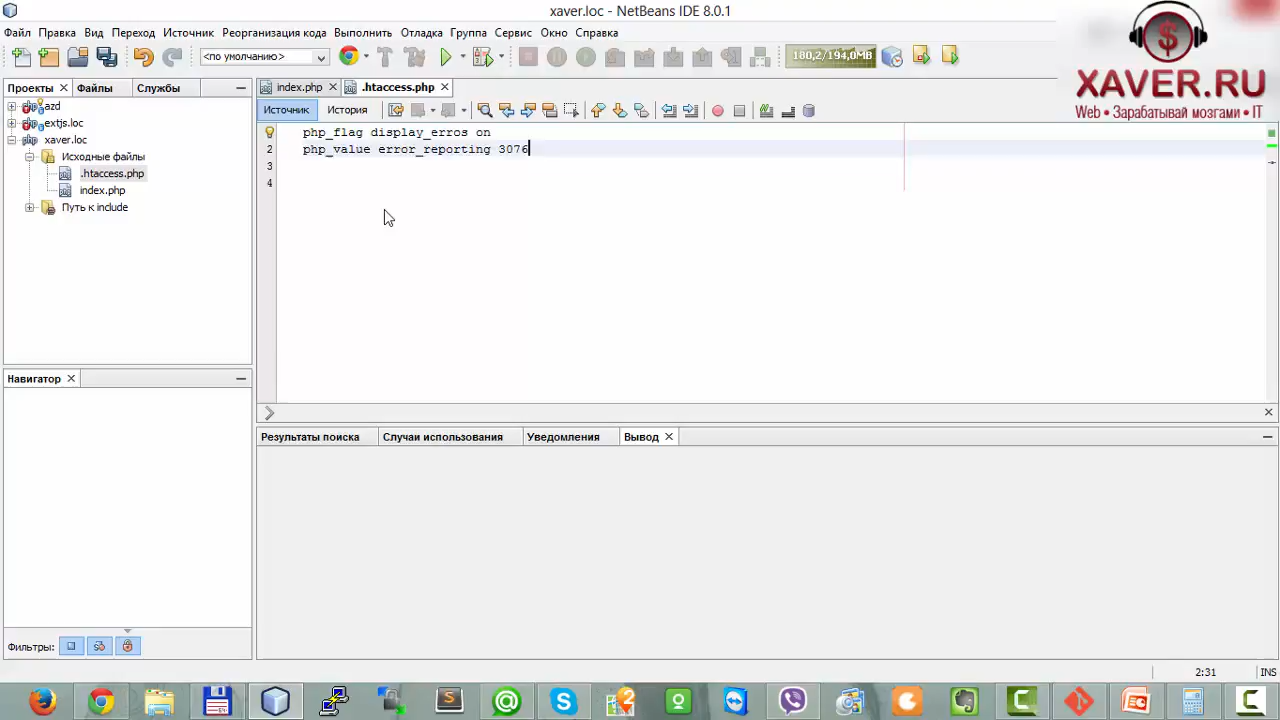 xaver.loc - NetBeans IDE 8.0.1
Файл Правка Вид Переход Источник Реорганизация кода Выполнить Отладка Группа Сервис Окно Справка
<по умолчанию>
180,2/194,0MB
XAVER.RU
Web • Зарабатывай мозгами • IT
Проекты Файлы Службы
index.php .htaccess.php
Источник История
azd
extjs.loc
xaver.loc
Исходные файлы
.htaccess.php
index.php
Путь к include
1 php_flag display_erros on
2 php_value error_reporting 3076
3
4
Навигатор
Фильтры:
Результаты поиска Случаи использования Уведомления Вывод
2:31 INS